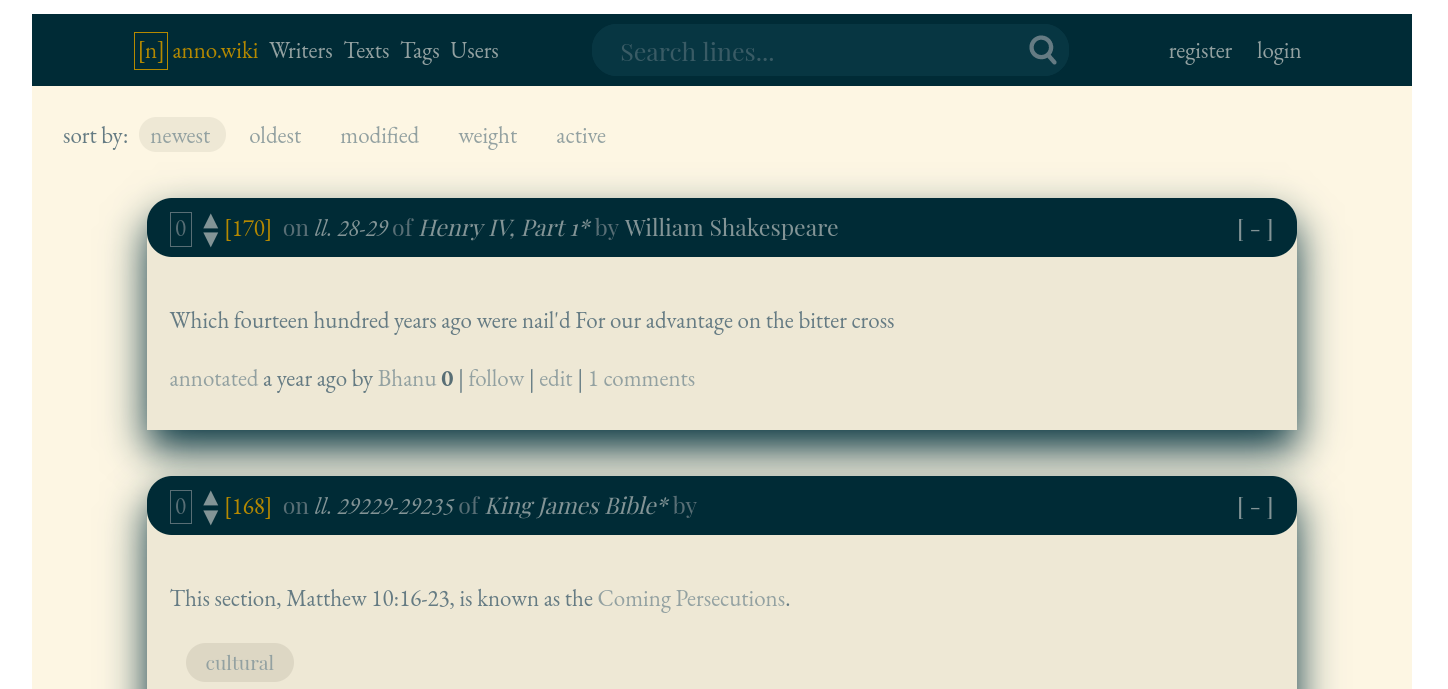 [n] anno.wiki Writers Texts Tags Users Search lines... register login
sort by: newest oldest modified weight active
0 ▲▼ [170] on ll. 28-29 of Henry IV, Part 1* by William Shakespeare [ - ]
Which fourteen hundred years ago were nail'd For our advantage on the bitter cross
annotated a year ago by Bhanu 0 | follow | edit | 1 comments
0 ▲▼ [168] on ll. 29229-29235 of King James Bible* by [ - ]
This section, Matthew 10:16-23, is known as the Coming Persecutions.
cultural